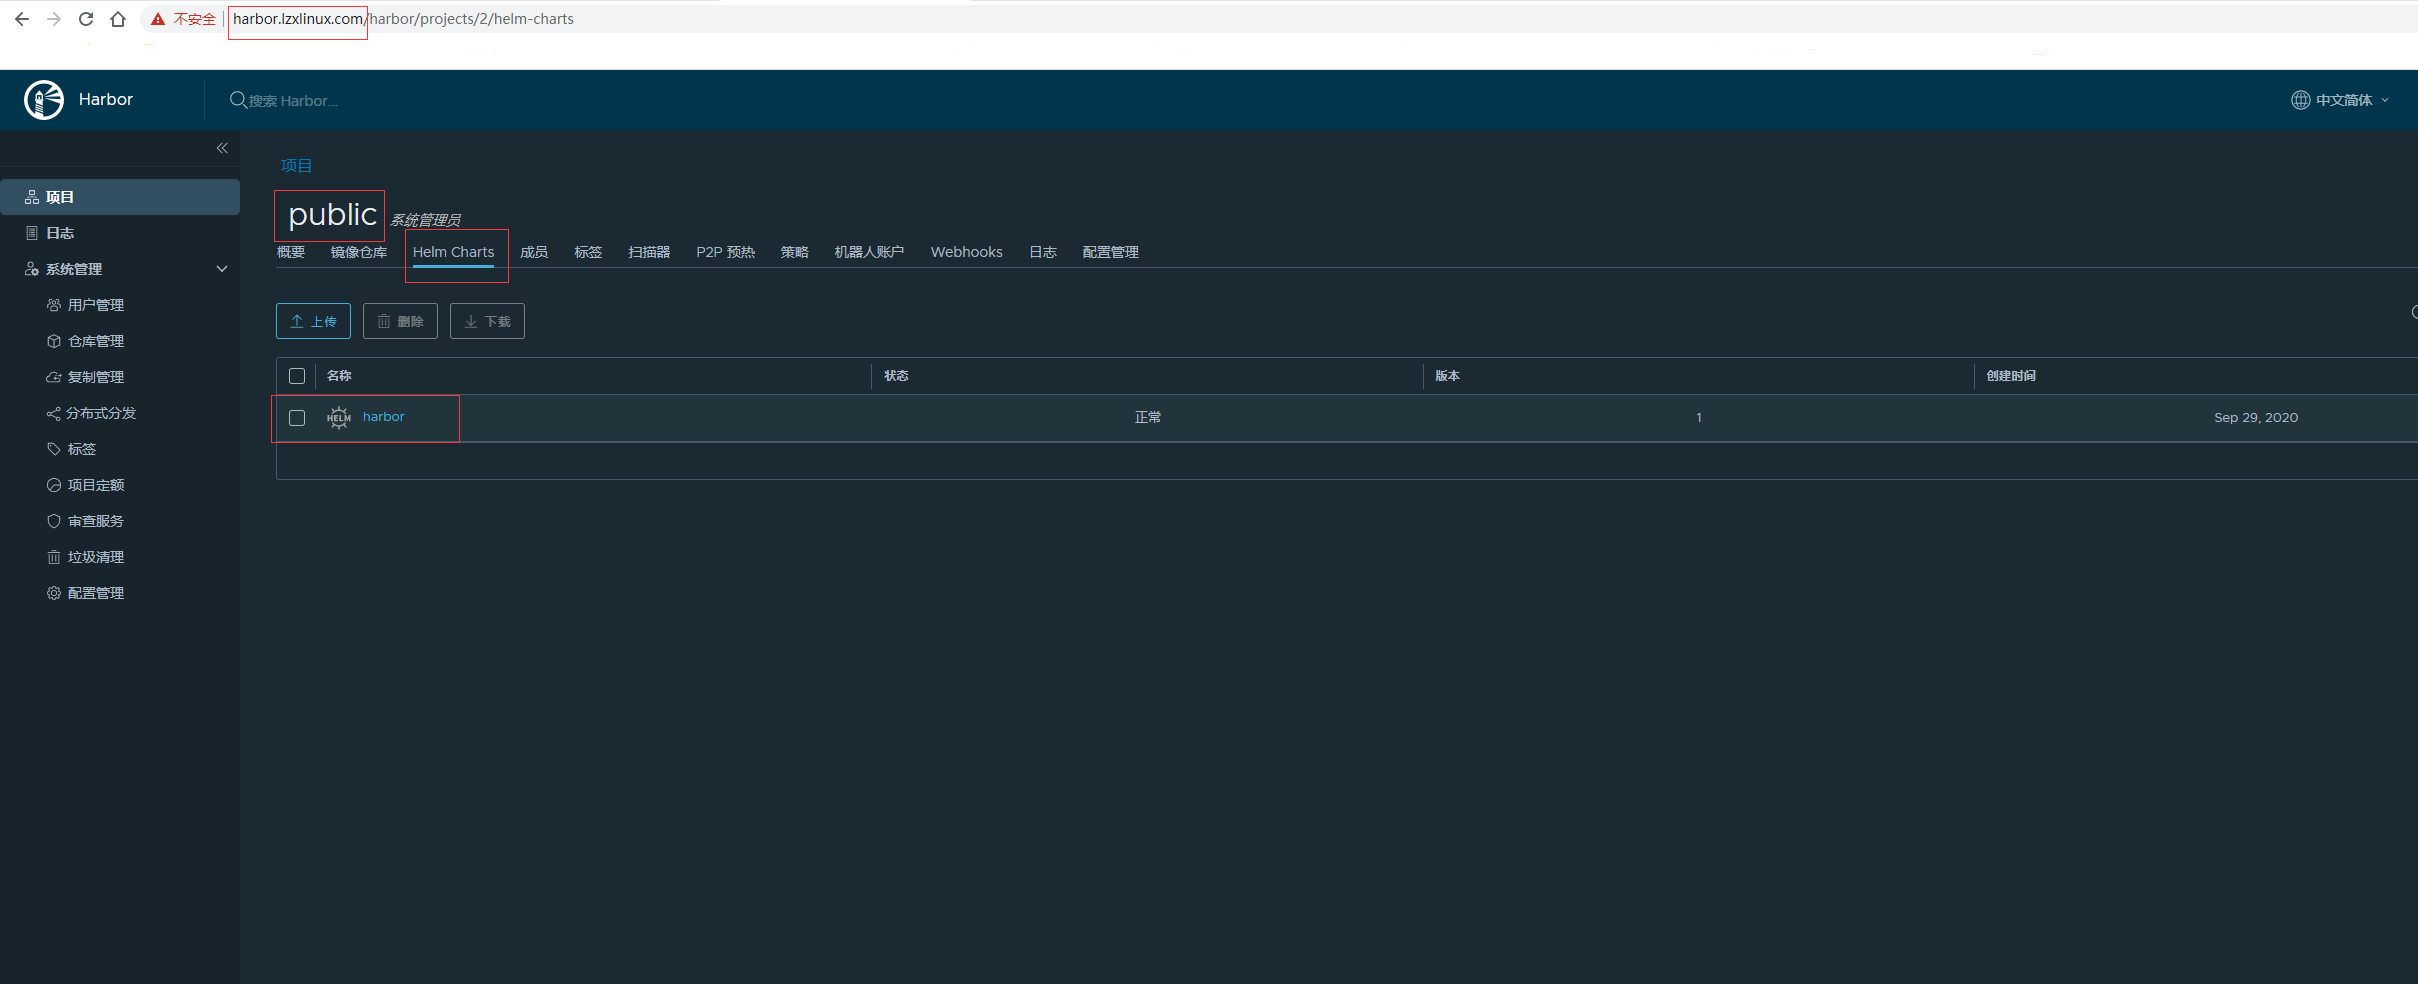 不安全 harbor.lzxlinux.com/harbor/projects/2/helm-charts
Harbor 搜索 Harbor... 中文简体
项目
日志
系统管理
用户管理
仓库管理
复制管理
分布式分发
标签
项目定额
审查服务
垃圾清理
配置管理
项目
public 系统管理员
概要 镜像仓库 Helm Charts 成员 标签 扫描器 P2P 预热 策略 机器人账户 Webhooks 日志 配置管理
上传 删除 下载
名称 状态 版本 创建时间
HELM harbor 正常 1 Sep 29, 2020